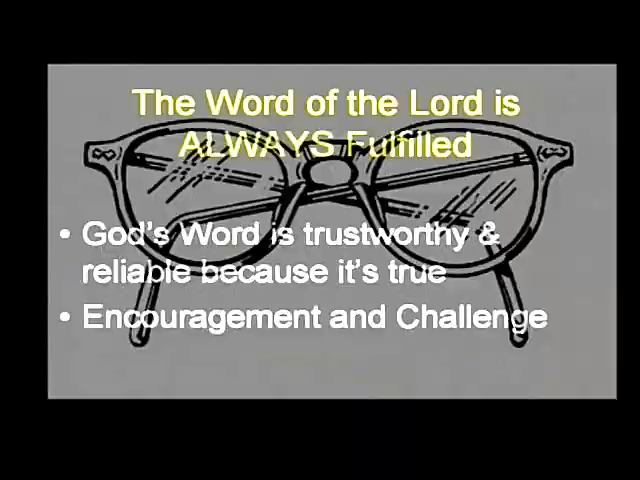 The Word of the Lord is
ALWAYS Fulfilled
• God's Word is trustworthy &
reliable because it's true
• Encouragement and Challenge